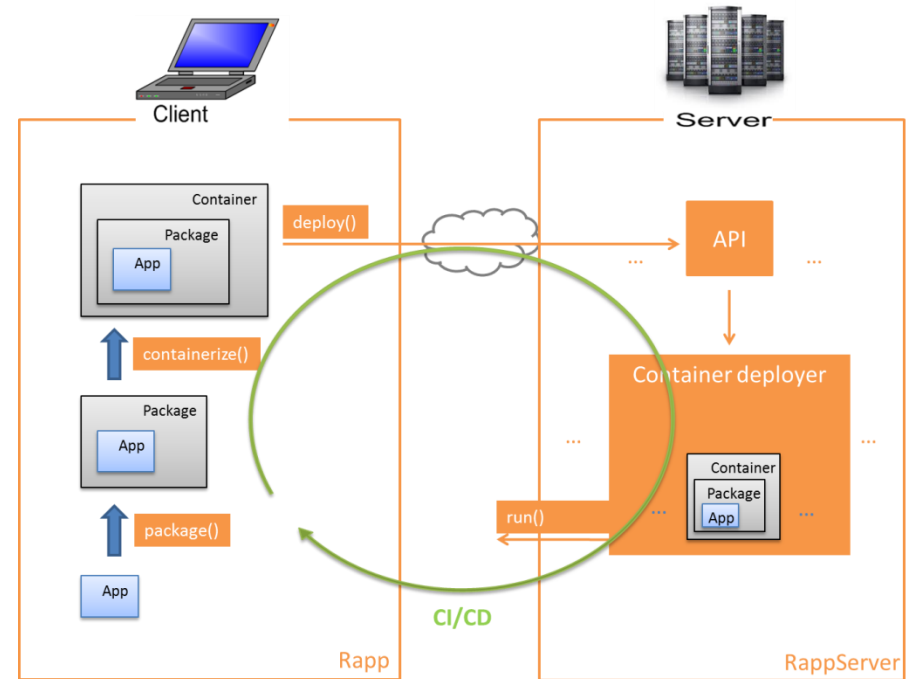 Client
Server
Container
Package
App
deploy()
API
...
...
containerize()
Container deployer
Package
App
...
...
Container
Package
App
...
...
run()
package()
App
CI/CD
Rapp
RappServer